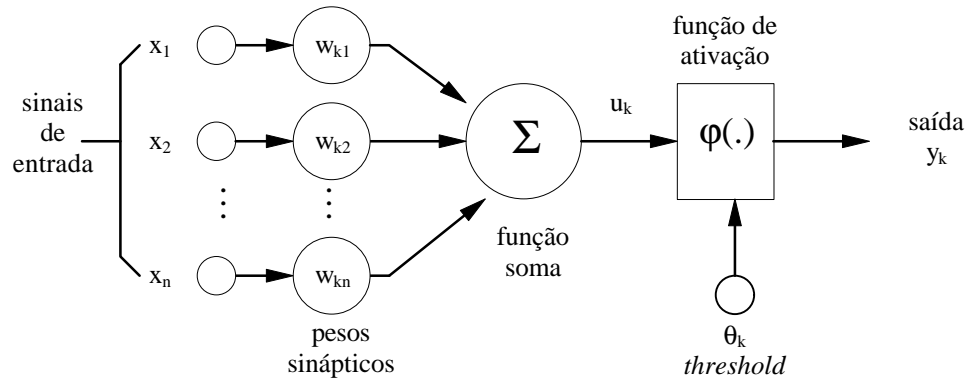 sinais
de
entrada
x1
x2
xn
wk1
wk2
wkn
pesos
sinápticos
Σ
função
soma
uk
função de
ativação
φ(.)
θk
threshold
saída
yk